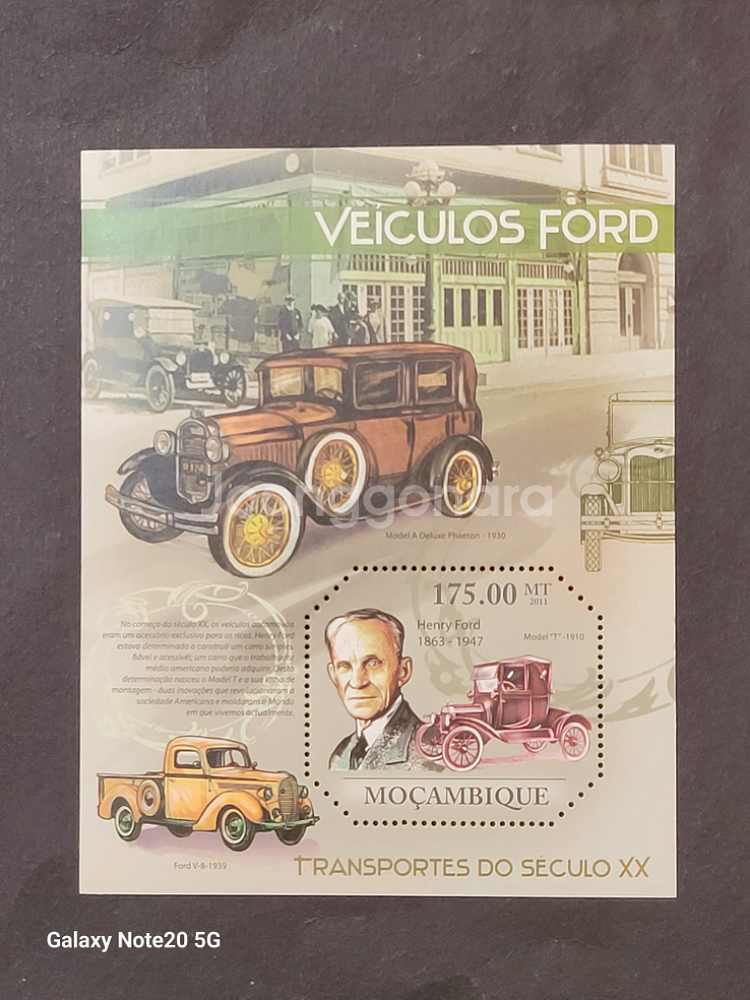 VEÍCULOS FORD
Joonggonara
Model A Deluxe Phaeton - 1930
175.00 MT
2011
Henry Ford
1863 - 1947
Model "T" -1910
No começo do século XX, os veículos automóveis
eram um acessório exclusivo para os ricos. Henry Ford
estava determinado a construir um carro simples,
fiável e acessível; um carro que o trabalhador
médio americano poderia adquirir. Desta
determinação nasceu o Model T e a sua linha de
montagem - duas inovações que revolucionaram a
sociedade Americana e moldaram o Mundo
em que vivemos actualmente.
MOÇAMBIQUE
Ford V-8-1939
TRANSPORTES DO SÉCULO XX
Galaxy Note20 5G